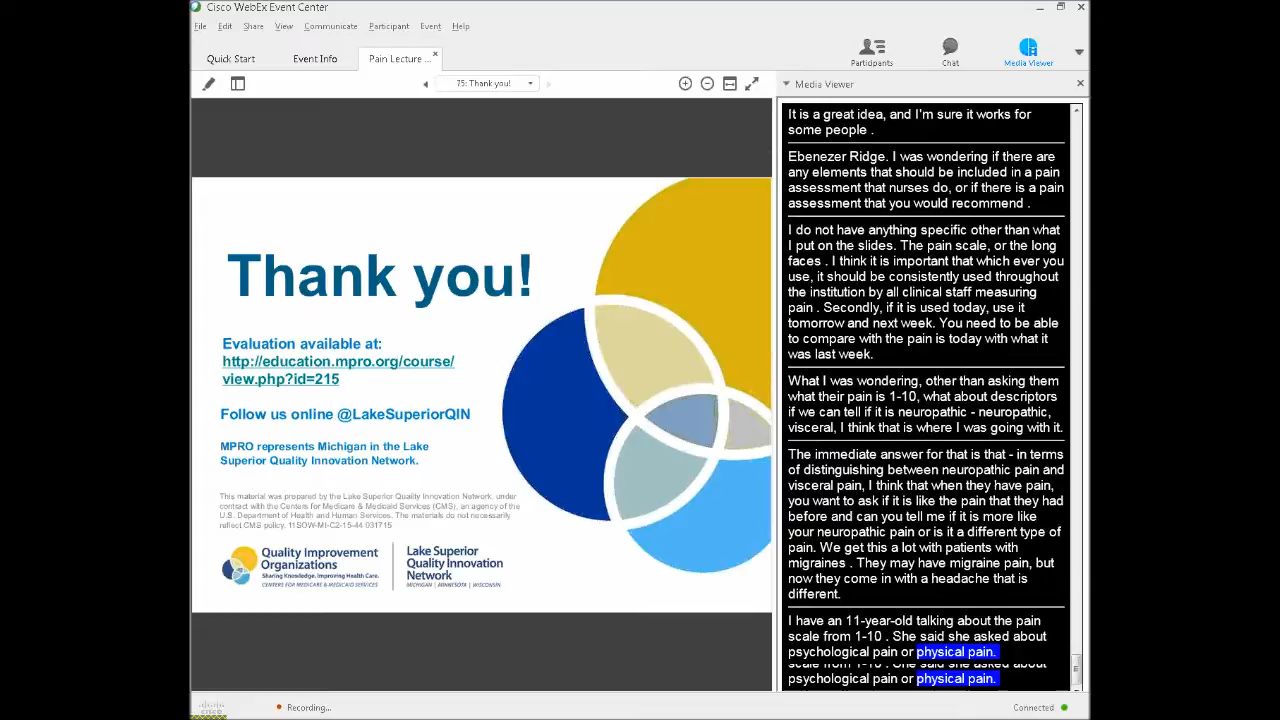 Cisco WebEx Event Center
File Edit Share View Communicate Participant Event Help
Quick Start Event Info Pain Lecture ...
Participants Chat Media Viewer
75: Thank you!
Media Viewer
Thank you!
Evaluation available at:
http://education.mpro.org/course/
view.php?id=215
Follow us online @LakeSuperiorQIN
MPRO represents Michigan in the Lake
Superior Quality Innovation Network.
This material was prepared by the Lake Superior Quality Innovation Network, under
contract with the Centers for Medicare & Medicaid Services (CMS), an agency of the
U.S. Department of Health and Human Services. The materials do not necessarily
reflect CMS policy. 11SOW-MI-C2-15-44 031715
Quality Improvement
Organizations
Sharing Knowledge. Improving Health Care.
CENTERS FOR MEDICARE & MEDICAID SERVICES
Lake Superior
Quality Innovation
Network
MICHIGAN | MINNESOTA | WISCONSIN
It is a great idea, and I'm sure it works for
some people .
Ebenezer Ridge. I was wondering if there are
any elements that should be included in a pain
assessment that nurses do, or if there is a pain
assessment that you would recommend .
I do not have anything specific other than what
I put on the slides. The pain scale, or the long
faces . I think it is important that which ever you
use, it should be consistently used throughout
the institution by all clinical staff measuring
pain . Secondly, if it is used today, use it
tomorrow and next week. You need to be able
to compare with the pain is today with what it
was last week.
What I was wondering, other than asking them
what their pain is 1-10, what about descriptors
if we can tell if it is neuropathic - neuropathic,
visceral, I think that is where I was going with it.
The immediate answer for that is that - in terms
of distinguishing between neuropathic pain and
visceral pain, I think that when they have pain,
you want to ask if it is like the pain that they had
before and can you tell me if it is more like
your neuropathic pain or is it a different type of
pain. We get this a lot with patients with
migraines . They may have migraine pain, but
now they come in with a headache that is
different.
I have an 11-year-old talking about the pain
scale from 1-10 . She said she asked about
psychological pain or physical pain.
scale from 1-10 . She said she asked about
psychological pain or physical pain.
cisco
Recording...
Connected